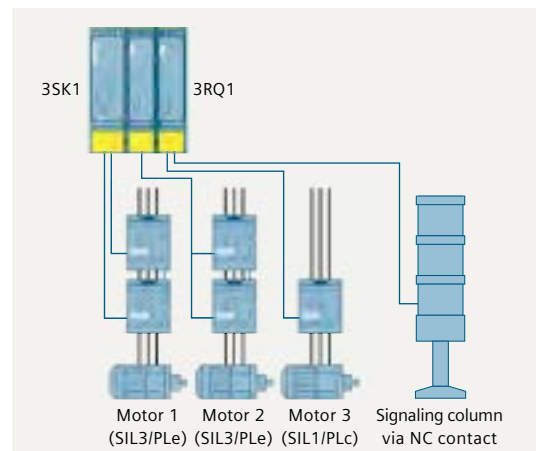 3SK1
3RQ1
Motor 1
(SIL3/PLe)
Motor 2
(SIL3/PLe)
Motor 3
(SIL1/PLc)
Signaling column
via NC contact